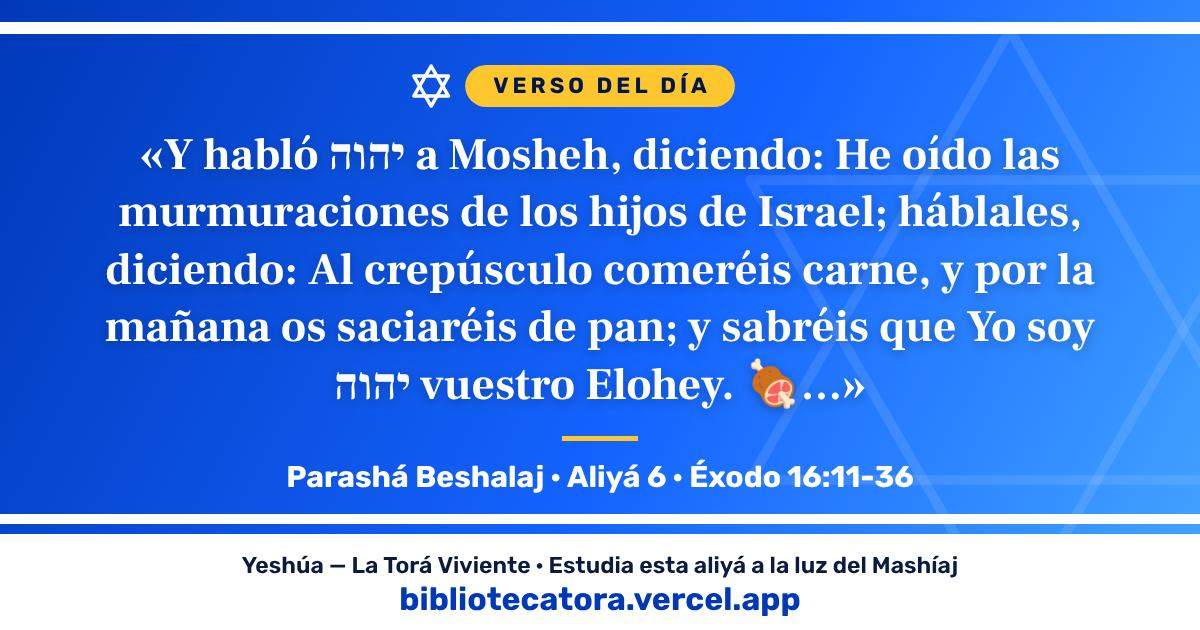 VERSO DEL DÍA
«Y habló יהוה a Mosheh, diciendo: He oído las
murmuraciones de los hijos de Israel; háblales,
diciendo: Al crepúsculo comeréis carne, y por la
mañana os saciaréis de pan; y sabréis que Yo soy
יהוה vuestro Elohey. 🍖...»
Parashá Beshalaj • Aliyá 6 • Éxodo 16:11-36
Yeshúa — La Torá Viviente • Estudia esta aliyá a la luz del Mashíaj
bibliotecatora.vercel.app